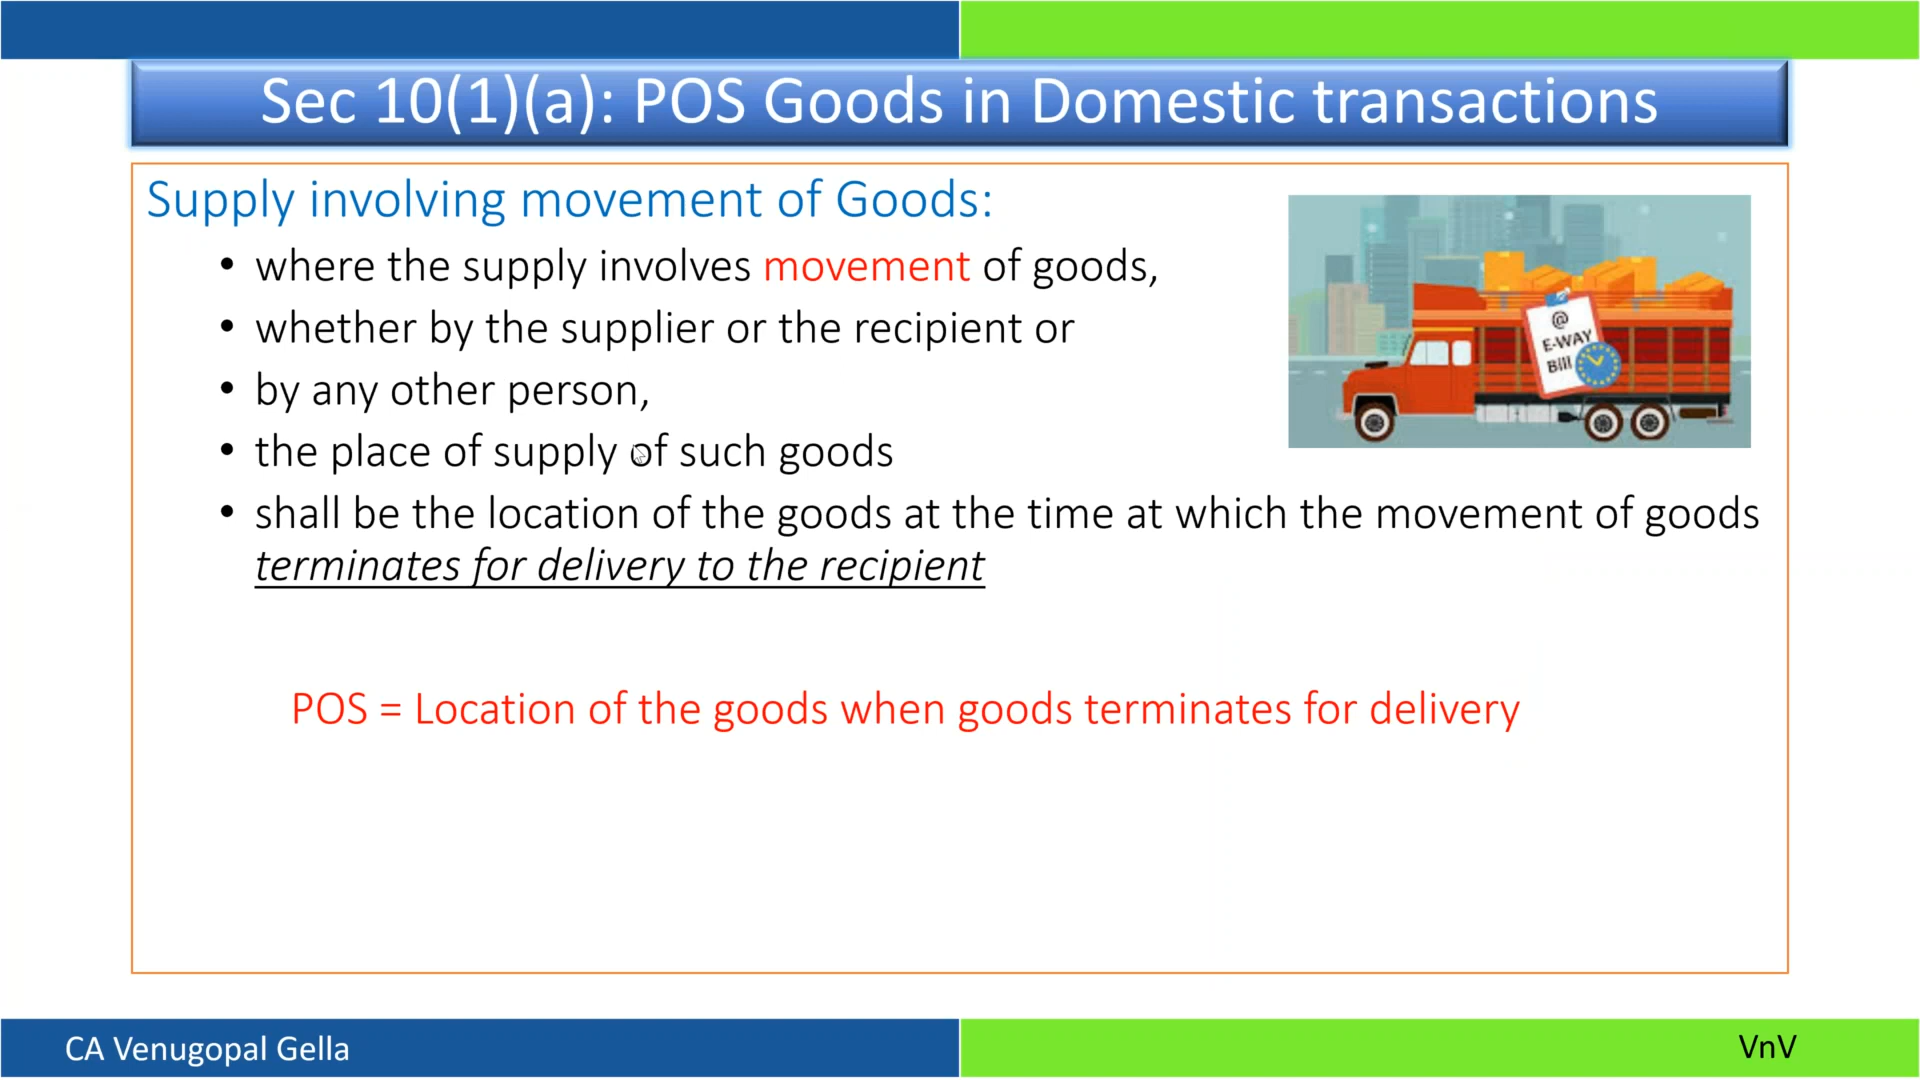 Sec 10(1)(a): POS Goods in Domestic transactions
Supply involving movement of Goods:
• where the supply involves movement of goods,
• whether by the supplier or the recipient or
• by any other person,
• the place of supply of such goods
• shall be the location of the goods at the time at which the movement of goods
terminates for delivery to the recipient
@
E-WAY
Bill
POS = Location of the goods when goods terminates for delivery
CA Venugopal Gella
VnV